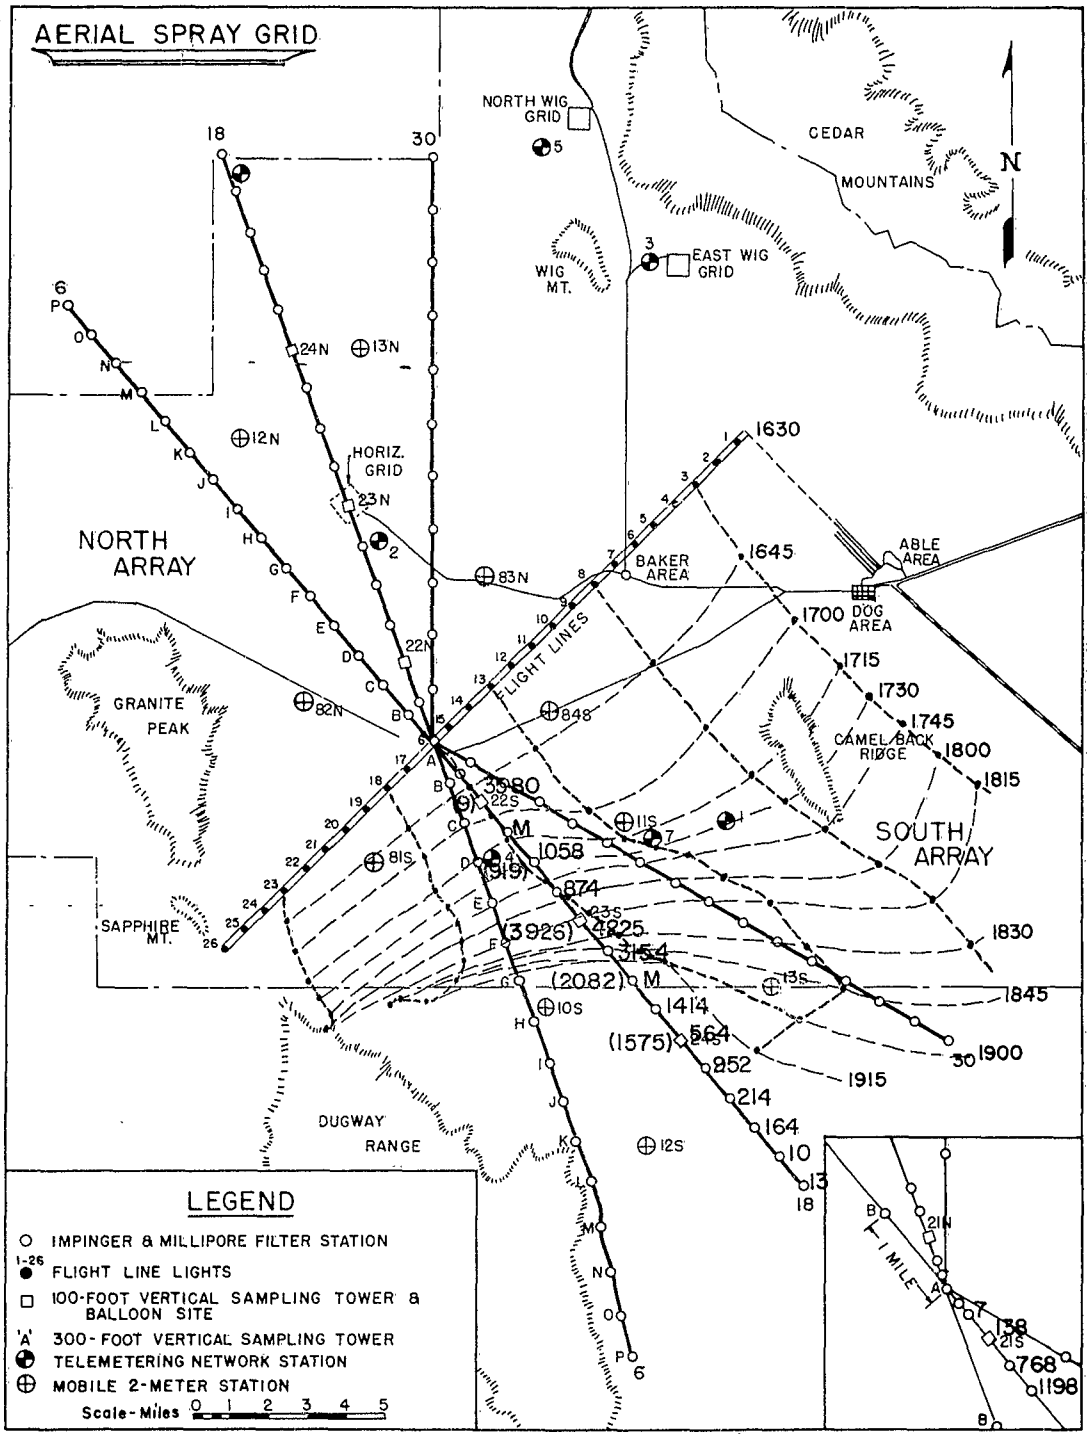 AERIAL SPRAY GRID
NORTH WIG
GRID
5
18
30
CEDAR
MOUNTAINS
N
3
EAST WIG
GRID
WIG
MT.
6
P
O
N
M
L
K
J
I
H
G
F
E
D
C
B
A
24N
13N
12N
HORIZ.
GRID
23N
2
83N
22N
82N
NORTH
ARRAY
GRANITE
PEAK
SAPPHIRE
MT.
1
2
3
4
5
6
7
8
9
10
11
12
13
14
15
17
18
19
20
21
22
23
24
25
26
FLIGHT LINES
BAKER
AREA
ABLE
AREA
DOG
AREA
1630
1645
1700
1715
1730
1745
1800
1815
1830
1845
1900
1915
CAMEL BACK
RIDGE
SOUTH
ARRAY
84S
81S
11S
7
1
4
13S
10S
12S
3580
(9)
22S
M
1058
(919)
874
23S
(3926)
4225
3154
(2082)
M
1414
564
(1575)
24S
952
214
164
10
13
18
30
B
C
D
E
F
G
H
I
J
K
L
M
N
O
P
6
DUGWAY
RANGE
LEGEND
IMPINGER & MILLIPORE FILTER STATION
1-26
FLIGHT LINE LIGHTS
100-FOOT VERTICAL SAMPLING TOWER &
BALLOON SITE
'A' 300-FOOT VERTICAL SAMPLING TOWER
TELEMETERING NETWORK STATION
MOBILE 2-METER STATION
Scale-Miles 0 1 2 3 4 5
B
21N
1 MILE
A
7
138
21S
768
1198
8